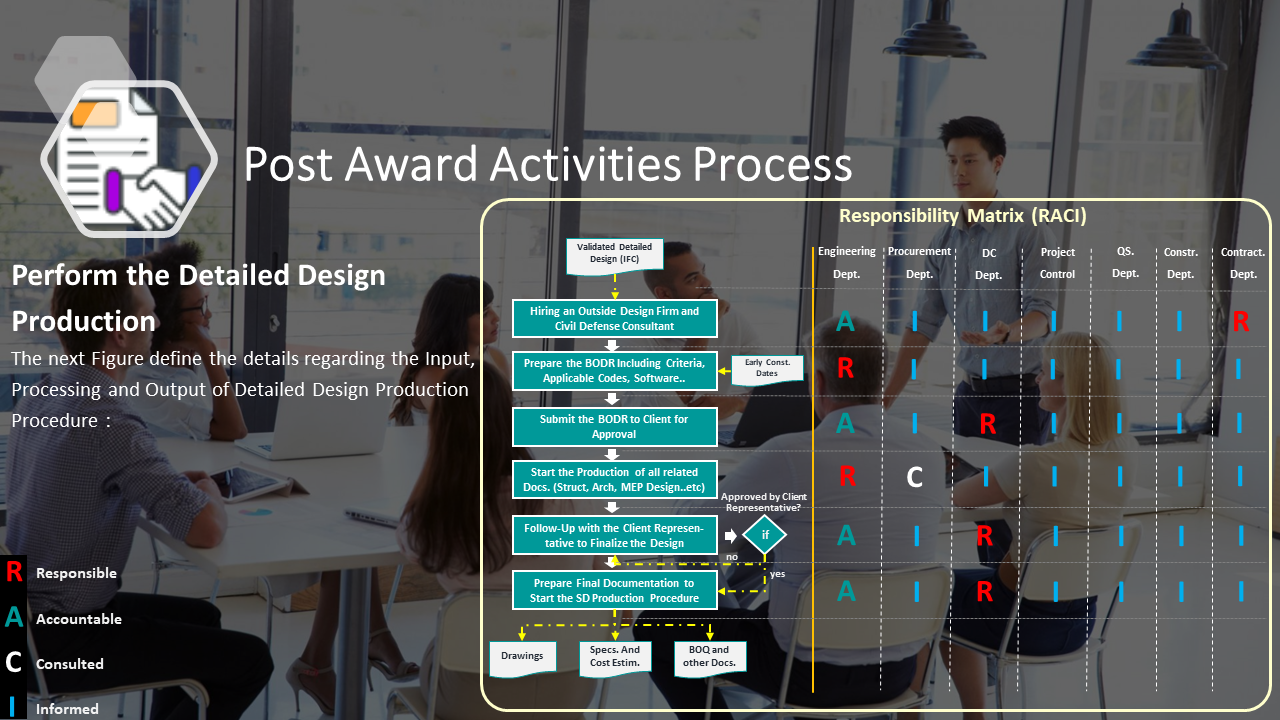 Post Award Activities Process
Perform the Detailed Design
Production
The next Figure define the details regarding the Input,
Processing and Output of Detailed Design Production
Procedure :
R Responsible
A Accountable
C Consulted
I Informed
Responsibility Matrix (RACI)
Engineering
Dept.
Procurement
Dept.
DC
Dept.
Project
Control
QS.
Dept.
Constr.
Dept.
Contract.
Dept.
Validated Detailed
Design (IFC)
Hiring an Outside Design Firm and
Civil Defense Consultant
A I I I I I R
Prepare the BODR Including Criteria,
Applicable Codes, Software..
Early Const.
Dates
R I I I I I I
Submit the BODR to Client for
Approval
A I R I I I I
Start the Production of all related
Docs. (Struct, Arch, MEP Design..etc)
R C I I I I I
Follow-Up with the Client Represen-
tative to Finalize the Design
Approved by Client
Representative?
if
no
yes
A I R I I I I
Prepare Final Documentation to
Start the SD Production Procedure
A I R I I I I
Drawings
Specs. And
Cost Estim.
BOQ and
other Docs.